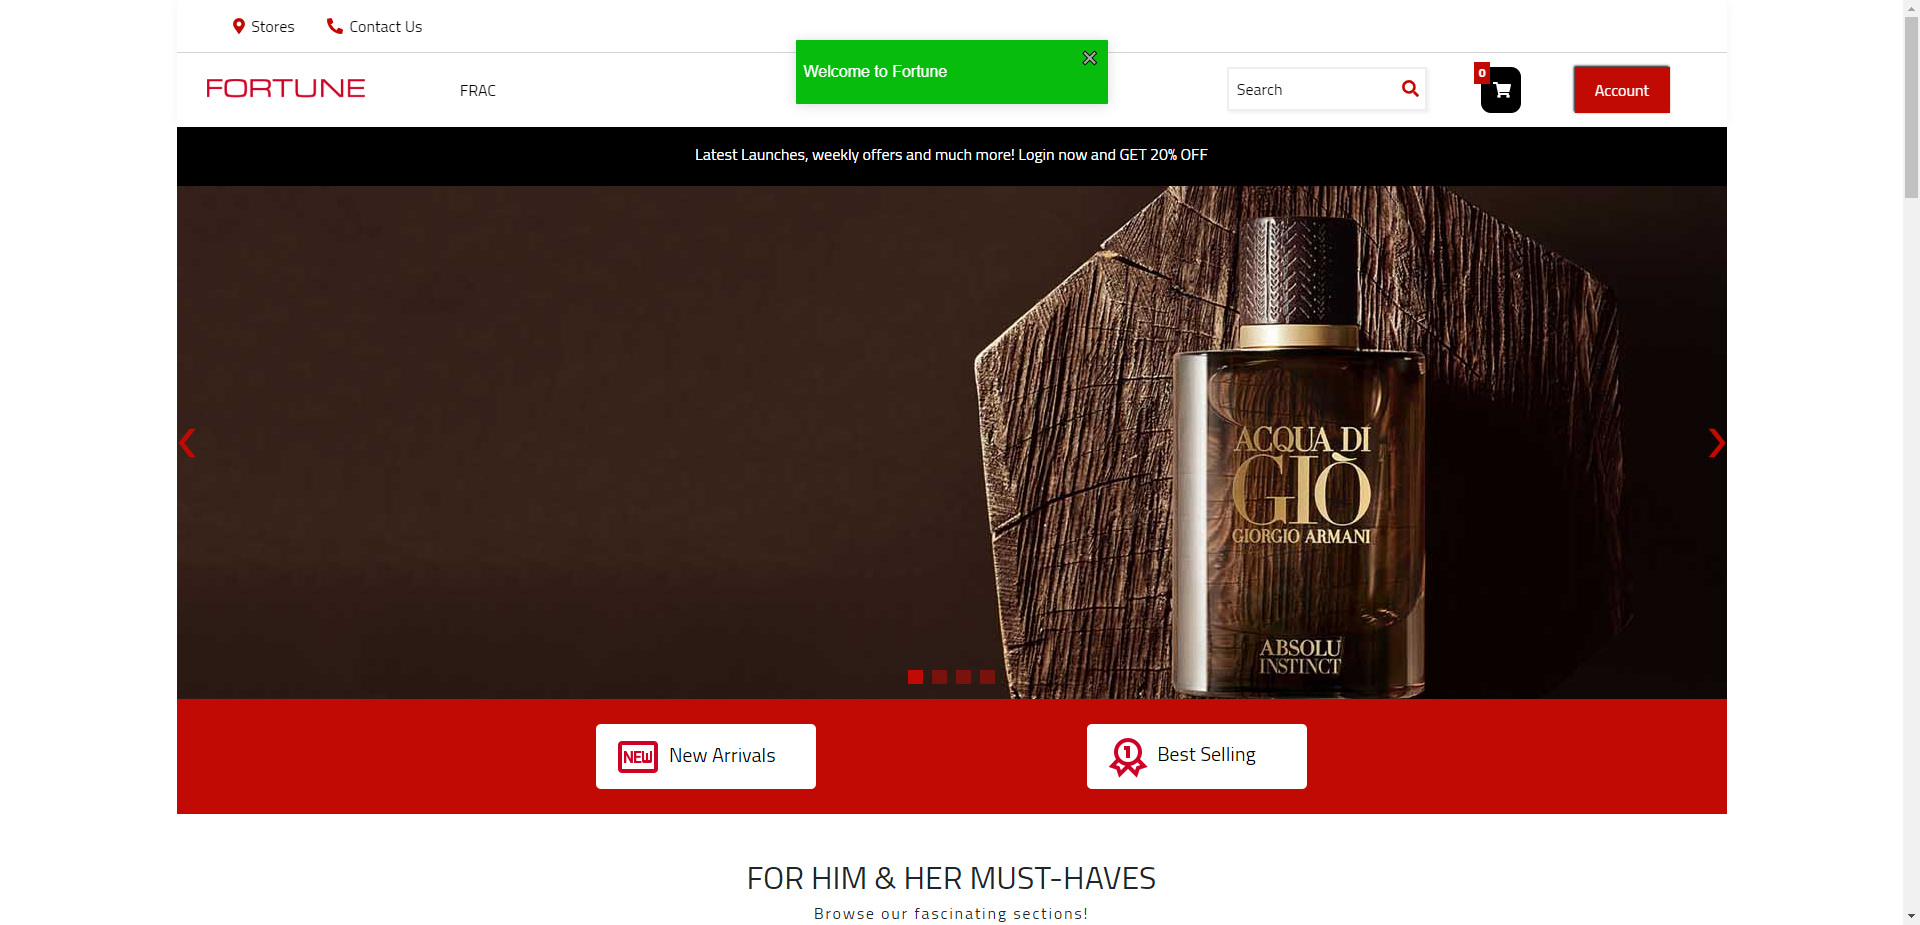 Stores
Contact Us
Welcome to Fortune
FORTUNE
FRAC
Search
0
Account
Latest Launches, weekly offers and much more! Login now and GET 20% OFF
ACQUA DI
GIÒ
GIORGIO ARMANI
ABSOLU
INSTINCT
NEW
New Arrivals
1
Best Selling
FOR HIM & HER MUST-HAVES
Browse our fascinating sections!